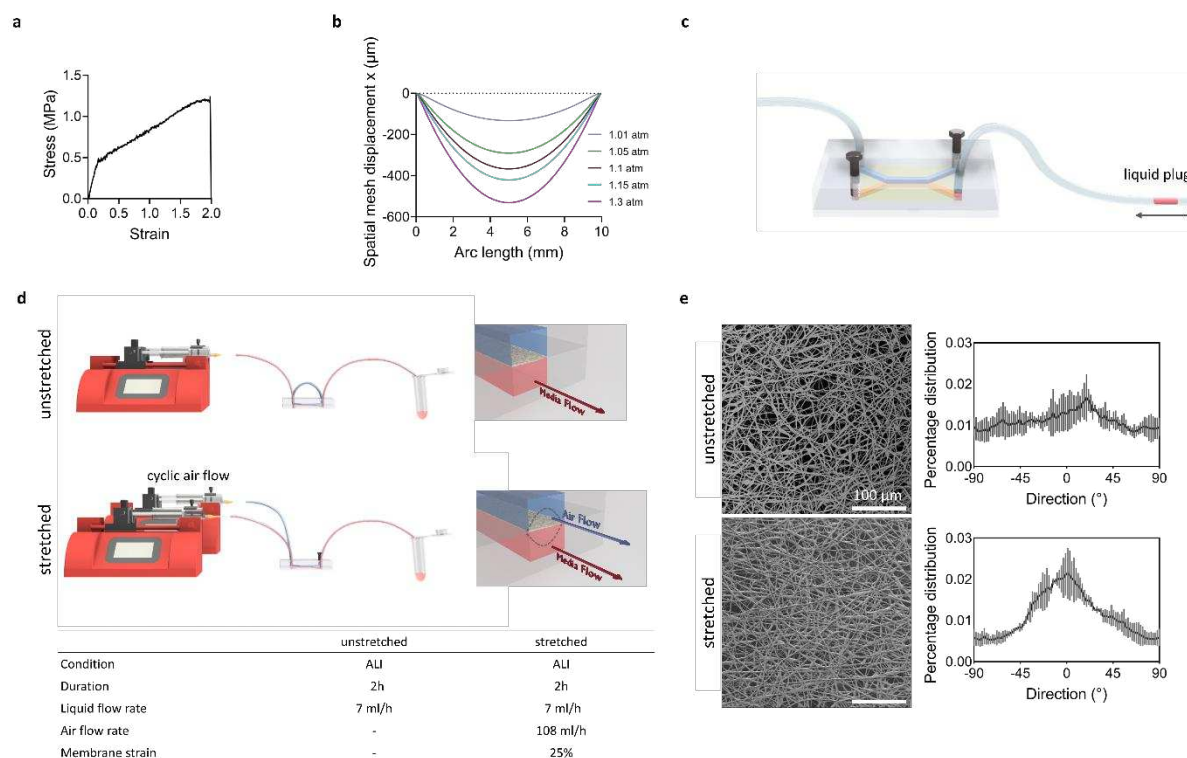 a
Stress (MPa)
1.5
1.0
0.5
0.0
0.0
0.5
1.0
1.5
2.0
Strain
b
Spatial mesh displacement x (µm)
0
-200
-400
-600
0
2
4
6
8
10
Arc length (mm)
1.01 atm
1.05 atm
1.1 atm
1.15 atm
1.3 atm
c
liquid plug
d
unstretched
Media Flow
stretched
cyclic air flow
Air Flow
Media Flow
unstretched stretched
Condition ALI ALI
Duration 2h 2h
Liquid flow rate 7 ml/h 7 ml/h
Air flow rate - 108 ml/h
Membrane strain - 25%
e
unstretched
100 µm
Percentage distribution
0.03
0.02
0.01
0.00
-90
-45
0
45
90
Direction (°)
stretched
Percentage distribution
0.03
0.02
0.01
0.00
-90
-45
0
45
90
Direction (°)